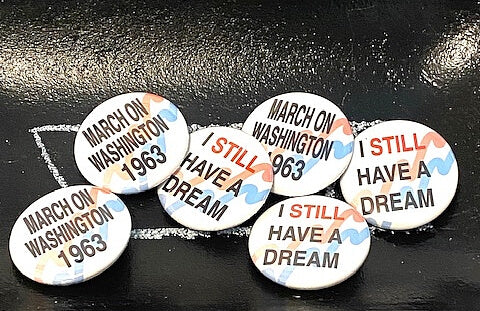 MARCH ON
WASHINGTON
1963
I STILL
HAVE A
DREAM
MARCH ON
WASHINGTON
1963
I STILL
HAVE A
DREAM
MARCH ON
WASHINGTON
1963
I STILL
HAVE A
DREAM